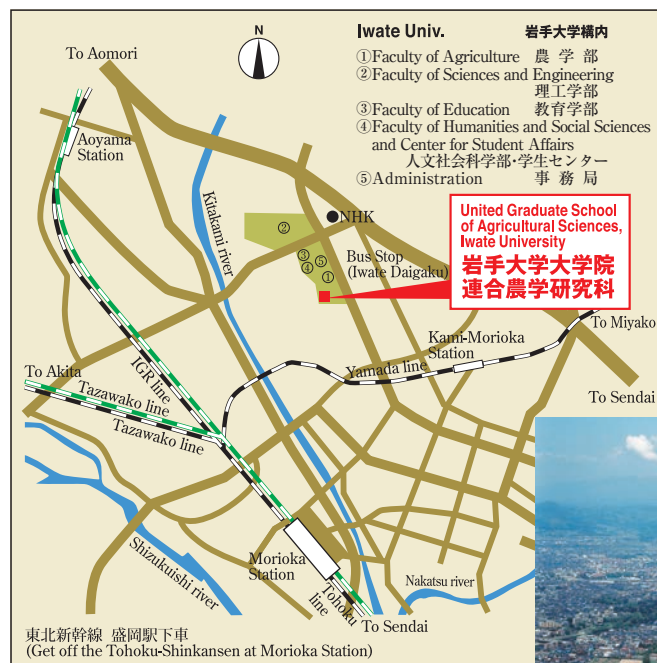 Iwate Univ. 岩手大学構内
①Faculty of Agriculture 農学部
②Faculty of Sciences and Engineering
理工学部
③Faculty of Education 教育学部
④Faculty of Humanities and Social Sciences
and Center for Student Affairs
人文社会科学部・学生センター
⑤Administration 事務局
N
To Aomori
Aoyama
Station
Kitakami river
②
NHK
③
④
⑤
①
Bus Stop
(Iwate Daigaku)
United Graduate School
of Agricultural Sciences,
Iwate University
岩手大学大学院
連合農学研究科
To Miyako
Kami-Morioka
Station
Yamada line
To Sendai
IGR line
To Akita
Tazawako line
Tazawako line
Shizukuishi river
Morioka
Station
Tohoku
line
Nakatsu river
To Sendai
東北新幹線 盛岡駅下車
(Get off the Tohoku-Shinkansen at Morioka Station)